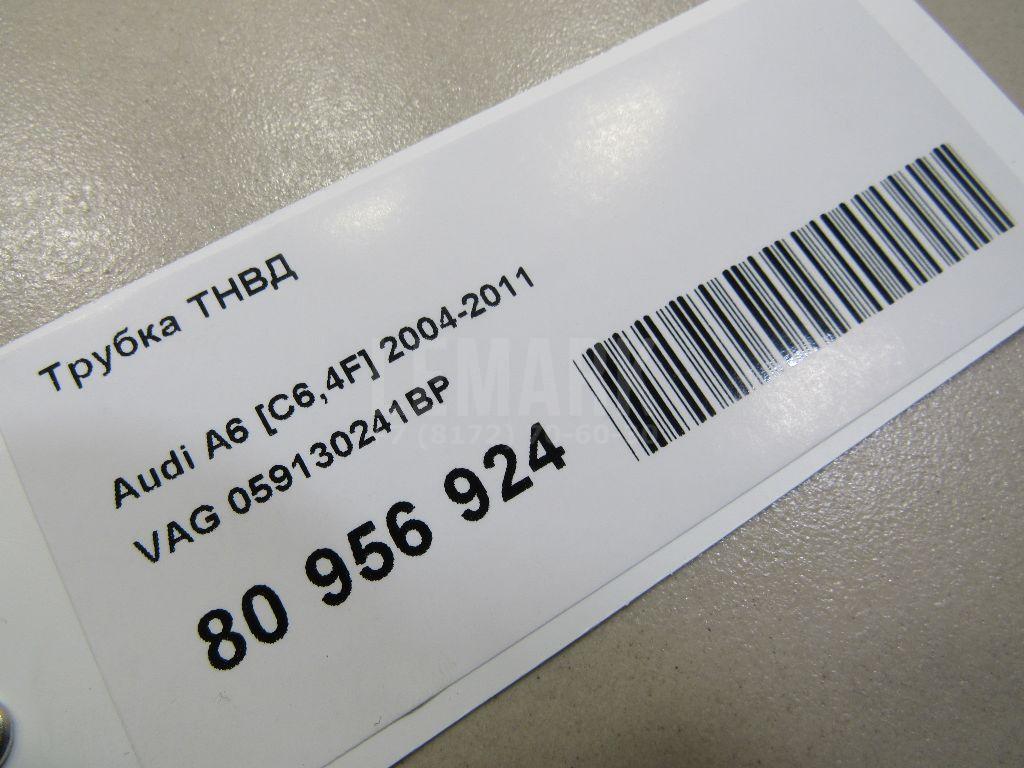 Трубка ТНВД
Audi A6 [C6,4F] 2004-2011
VAG 059130241BP
80 956 924